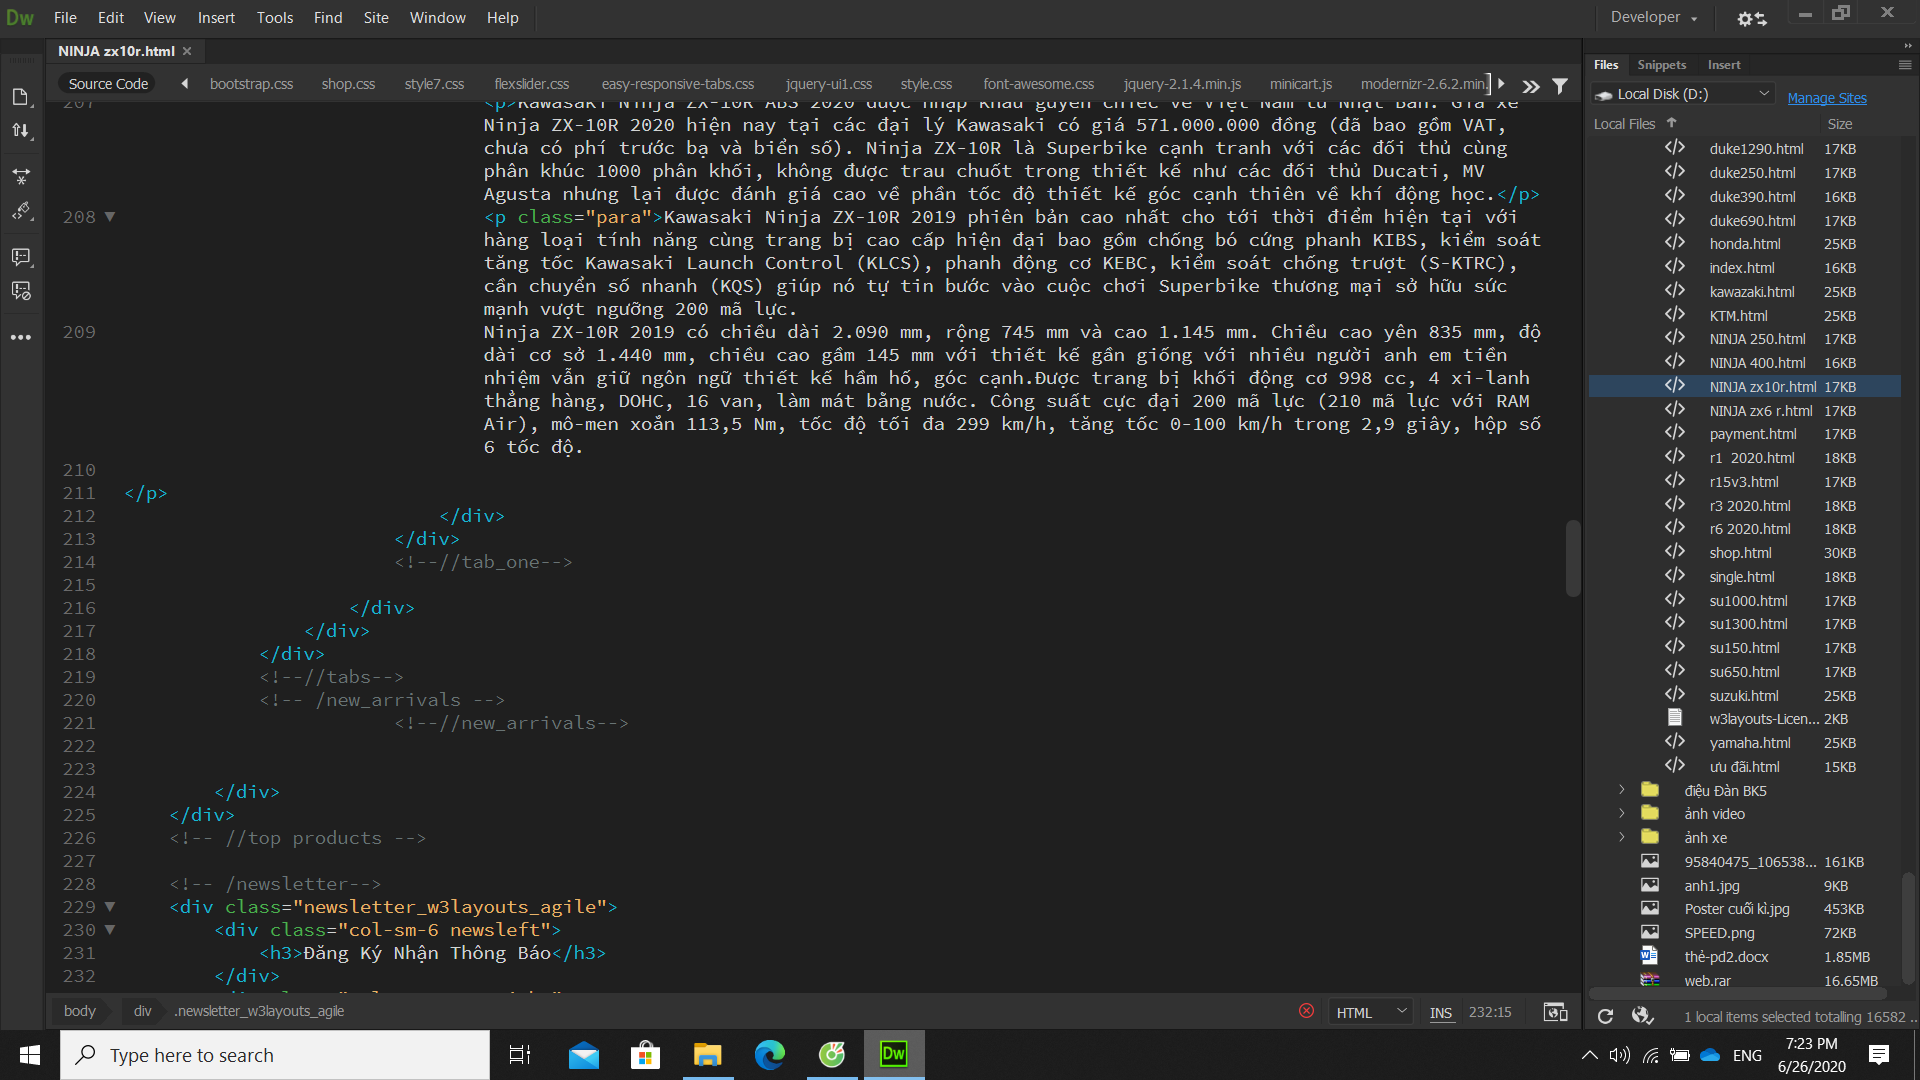 Dw File Edit View Insert Tools Find Site Window Help Developer
NINJA zx10r.html ×
Source Code bootstrap.css shop.css style7.css flexslider.css easy-responsive-tabs.css jquery-ui1.css style.css font-awesome.css jquery-2.1.4.min.js minicart.js modernizr-2.6.2.min.
207 <p>Kawasaki Ninja ZX-10R ABS 2020 được nhập khẩu nguyên chiếc về Việt Nam từ Nhật Bản. Giá xe
Ninja ZX-10R 2020 hiện nay tại các đại lý Kawasaki có giá 571.000.000 đồng (đã bao gồm VAT,
chưa có phí trước bạ và biển số). Ninja ZX-10R là Superbike cạnh tranh với các đối thủ cùng
phân khúc 1000 phân khối, không được trau chuốt trong thiết kế như các đối thủ Ducati, MV
Agusta nhưng lại được đánh giá cao về phần tốc độ thiết kế góc cạnh thiên về khí động học.</p>
208 <p class="para">Kawasaki Ninja ZX-10R 2019 phiên bản cao nhất cho tới thời điểm hiện tại với
hàng loại tính năng cùng trang bị cao cấp hiện đại bao gồm chống bó cứng phanh KIBS, kiểm soát
tăng tốc Kawasaki Launch Control (KLCS), phanh động cơ KEBC, kiểm soát chống trượt (S-KTRC),
cần chuyển số nhanh (KQS) giúp nó tự tin bước vào cuộc chơi Superbike thương mại sở hữu sức
mạnh vượt ngưỡng 200 mã lực.
209 Ninja ZX-10R 2019 có chiều dài 2.090 mm, rộng 745 mm và cao 1.145 mm. Chiều cao yên 835 mm, độ
dài cơ sở 1.440 mm, chiều cao gầm 145 mm với thiết kế gần giống với nhiều người anh em tiền
nhiệm vẫn giữ ngôn ngữ thiết kế hầm hố, góc cạnh.Được trang bị khối động cơ 998 cc, 4 xi-lanh
thẳng hàng, DOHC, 16 van, làm mát bằng nước. Công suất cực đại 200 mã lực (210 mã lực với RAM
Air), mô-men xoắn 113,5 Nm, tốc độ tối đa 299 km/h, tăng tốc 0-100 km/h trong 2,9 giây, hộp số
6 tốc độ.
210
211 </p>
212 </div>
213 </div>
214 <!--//tab_one-->
215
216 </div>
217 </div>
218 </div>
219 <!--//tabs-->
220 <!-- /new_arrivals -->
221 <!--//new_arrivals-->
222
223
224 </div>
225 </div>
226 <!-- //top products -->
227
228 <!-- /newsletter-->
229 <div class="newsletter_w3layouts_agile">
230 <div class="col-sm-6 newsleft">
231 <h3>Đăng Ký Nhận Thông Báo</h3>
232 </div>
body div .newsletter_w3layouts_agile HTML INS 232:15
Files Snippets Insert
Local Disk (D:) Manage Sites
Local Files Size
duke1290.html 17KB
duke250.html 17KB
duke390.html 16KB
duke690.html 17KB
honda.html 25KB
index.html 16KB
kawazaki.html 25KB
KTM.html 25KB
NINJA 250.html 17KB
NINJA 400.html 16KB
NINJA zx10r.html 17KB
NINJA zx6 r.html 17KB
payment.html 17KB
r1 2020.html 18KB
r15v3.html 17KB
r3 2020.html 18KB
r6 2020.html 18KB
shop.html 30KB
single.html 18KB
su1000.html 17KB
su1300.html 17KB
su150.html 17KB
su650.html 17KB
suzuki.html 25KB
w3layouts-Licen... 2KB
yamaha.html 25KB
ưu đãi.html 15KB
điệu Đàn BK5
ảnh video
ảnh xe
95840475_106538... 161KB
anh1.jpg 9KB
Poster cuối kì.jpg 453KB
SPEED.png 72KB
thẻ-pd2.docx 1.85MB
web.rar 16.65MB
1 local items selected totalling 16582 ..
Type here to search
Dw
ENG
7:23 PM
6/26/2020